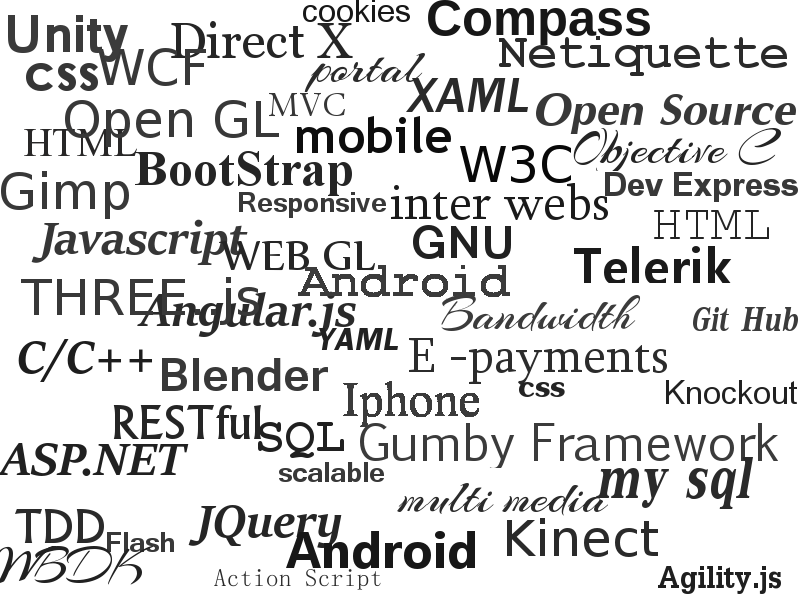 cookies
Compass
Unity
Direct X
Netiquette
css
WCF
portal
XAML
Open Source
Open GL
MVC
mobile
HTML
Objective C
W3C
BootStrap
Gimp
Dev Express
Responsive
inter webs
HTML
Javascript
GNU
WEB GL
Telerik
Android
THREE.js
Angular.js
Bandwidth
Git Hub
YAML
C/C++
E -payments
Blender
css
Knockout
Iphone
RESTful
SQL
Gumby Framework
ASP.NET
scalable
my sql
multi media
TDD
JQuery
Flash
Kinect
Android
WBDK
Action Script
Agility.js